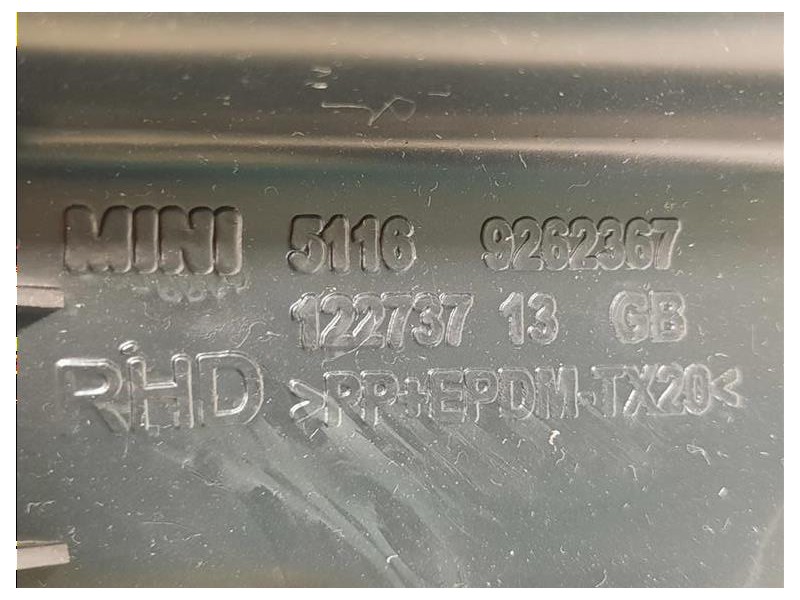 MINI 5116 9262367
122737 13 GB
RHD >PP+EPDM-TX20<